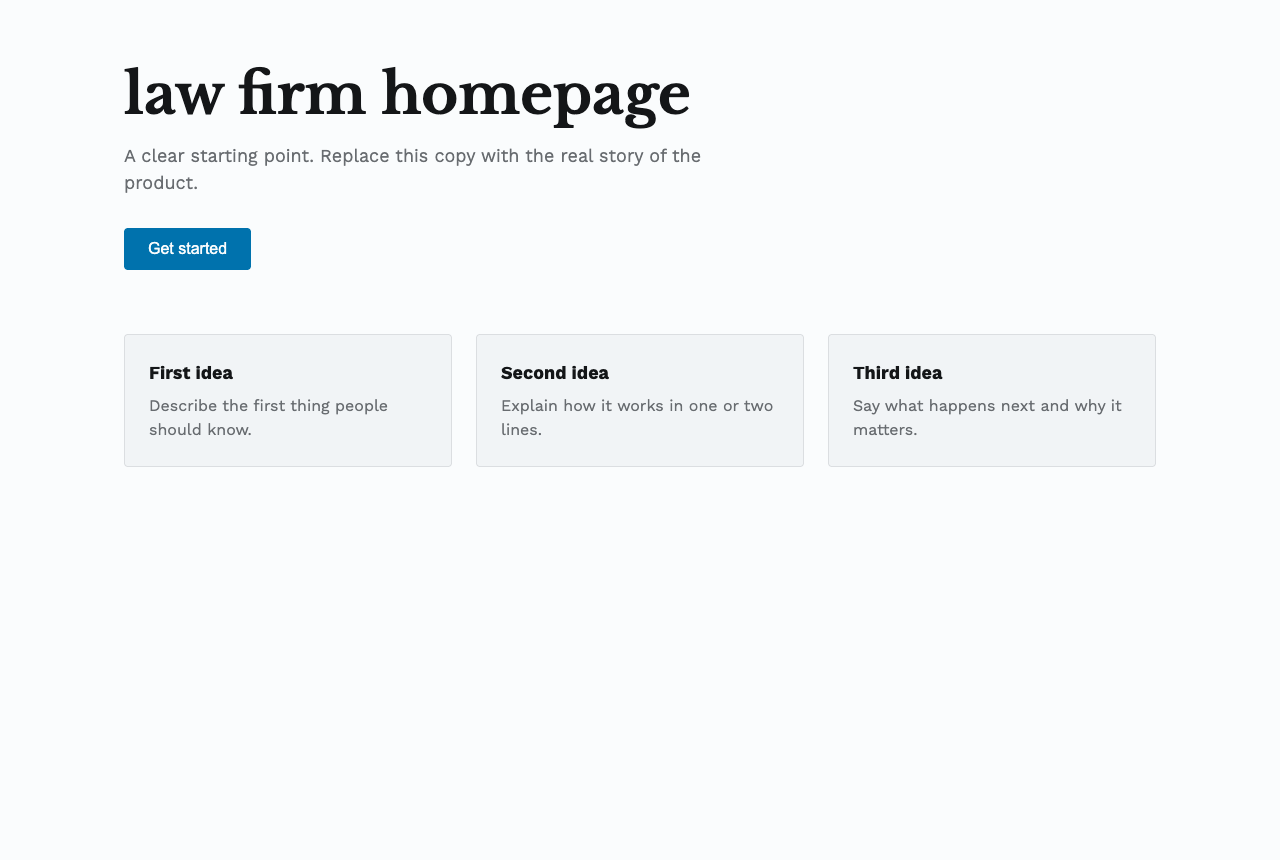 law firm homepage
A clear starting point. Replace this copy with the real story of the
product.
Get started
First idea
Describe the first thing people
should know.
Second idea
Explain how it works in one or two
lines.
Third idea
Say what happens next and why it
matters.